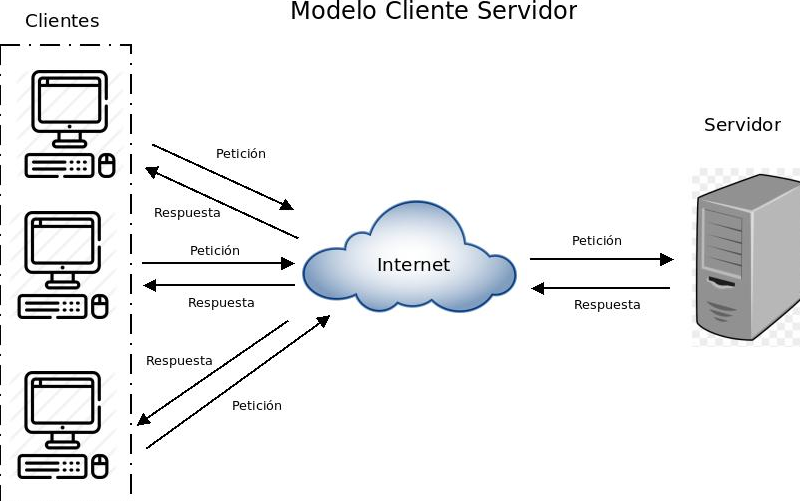 Modelo Cliente Servidor
Clientes
Servidor
Petición
Respuesta
Petición
Respuesta
Internet
Petición
Respuesta
Respuesta
Petición